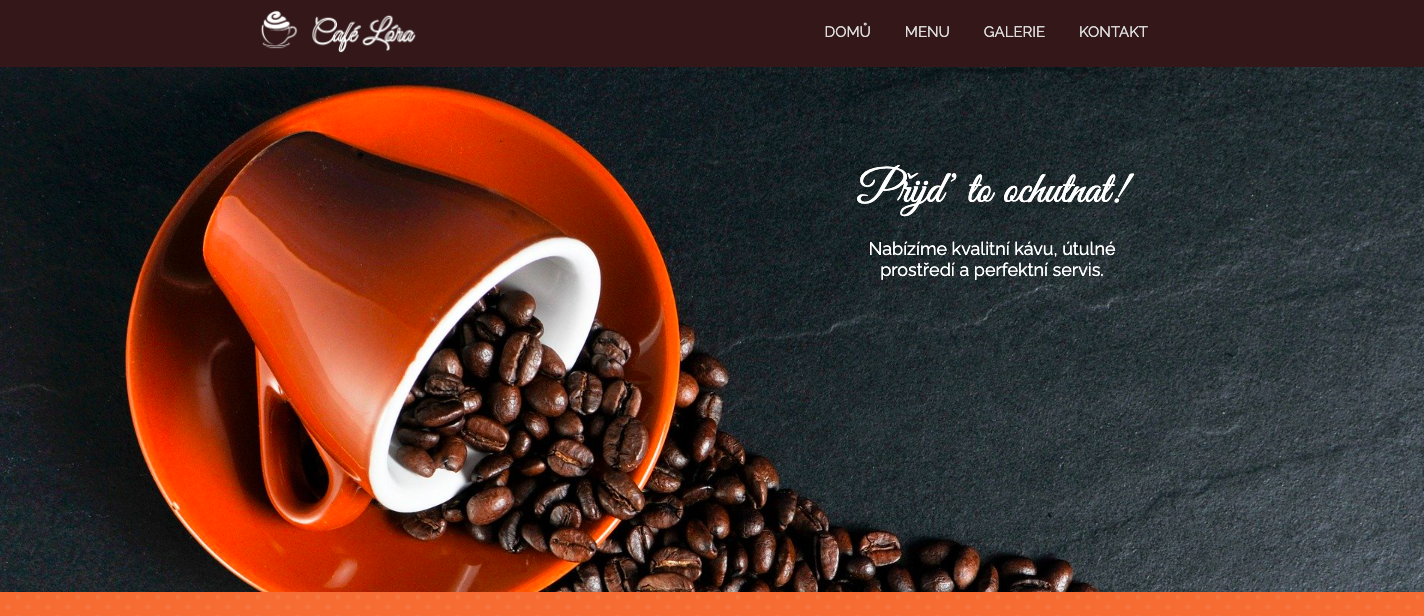 Café Lóra
DOMŮ MENU GALERIE KONTAKT
Přijď to ochutnat!
Nabízíme kvalitní kávu, útulné
prostředí a perfektní servis.